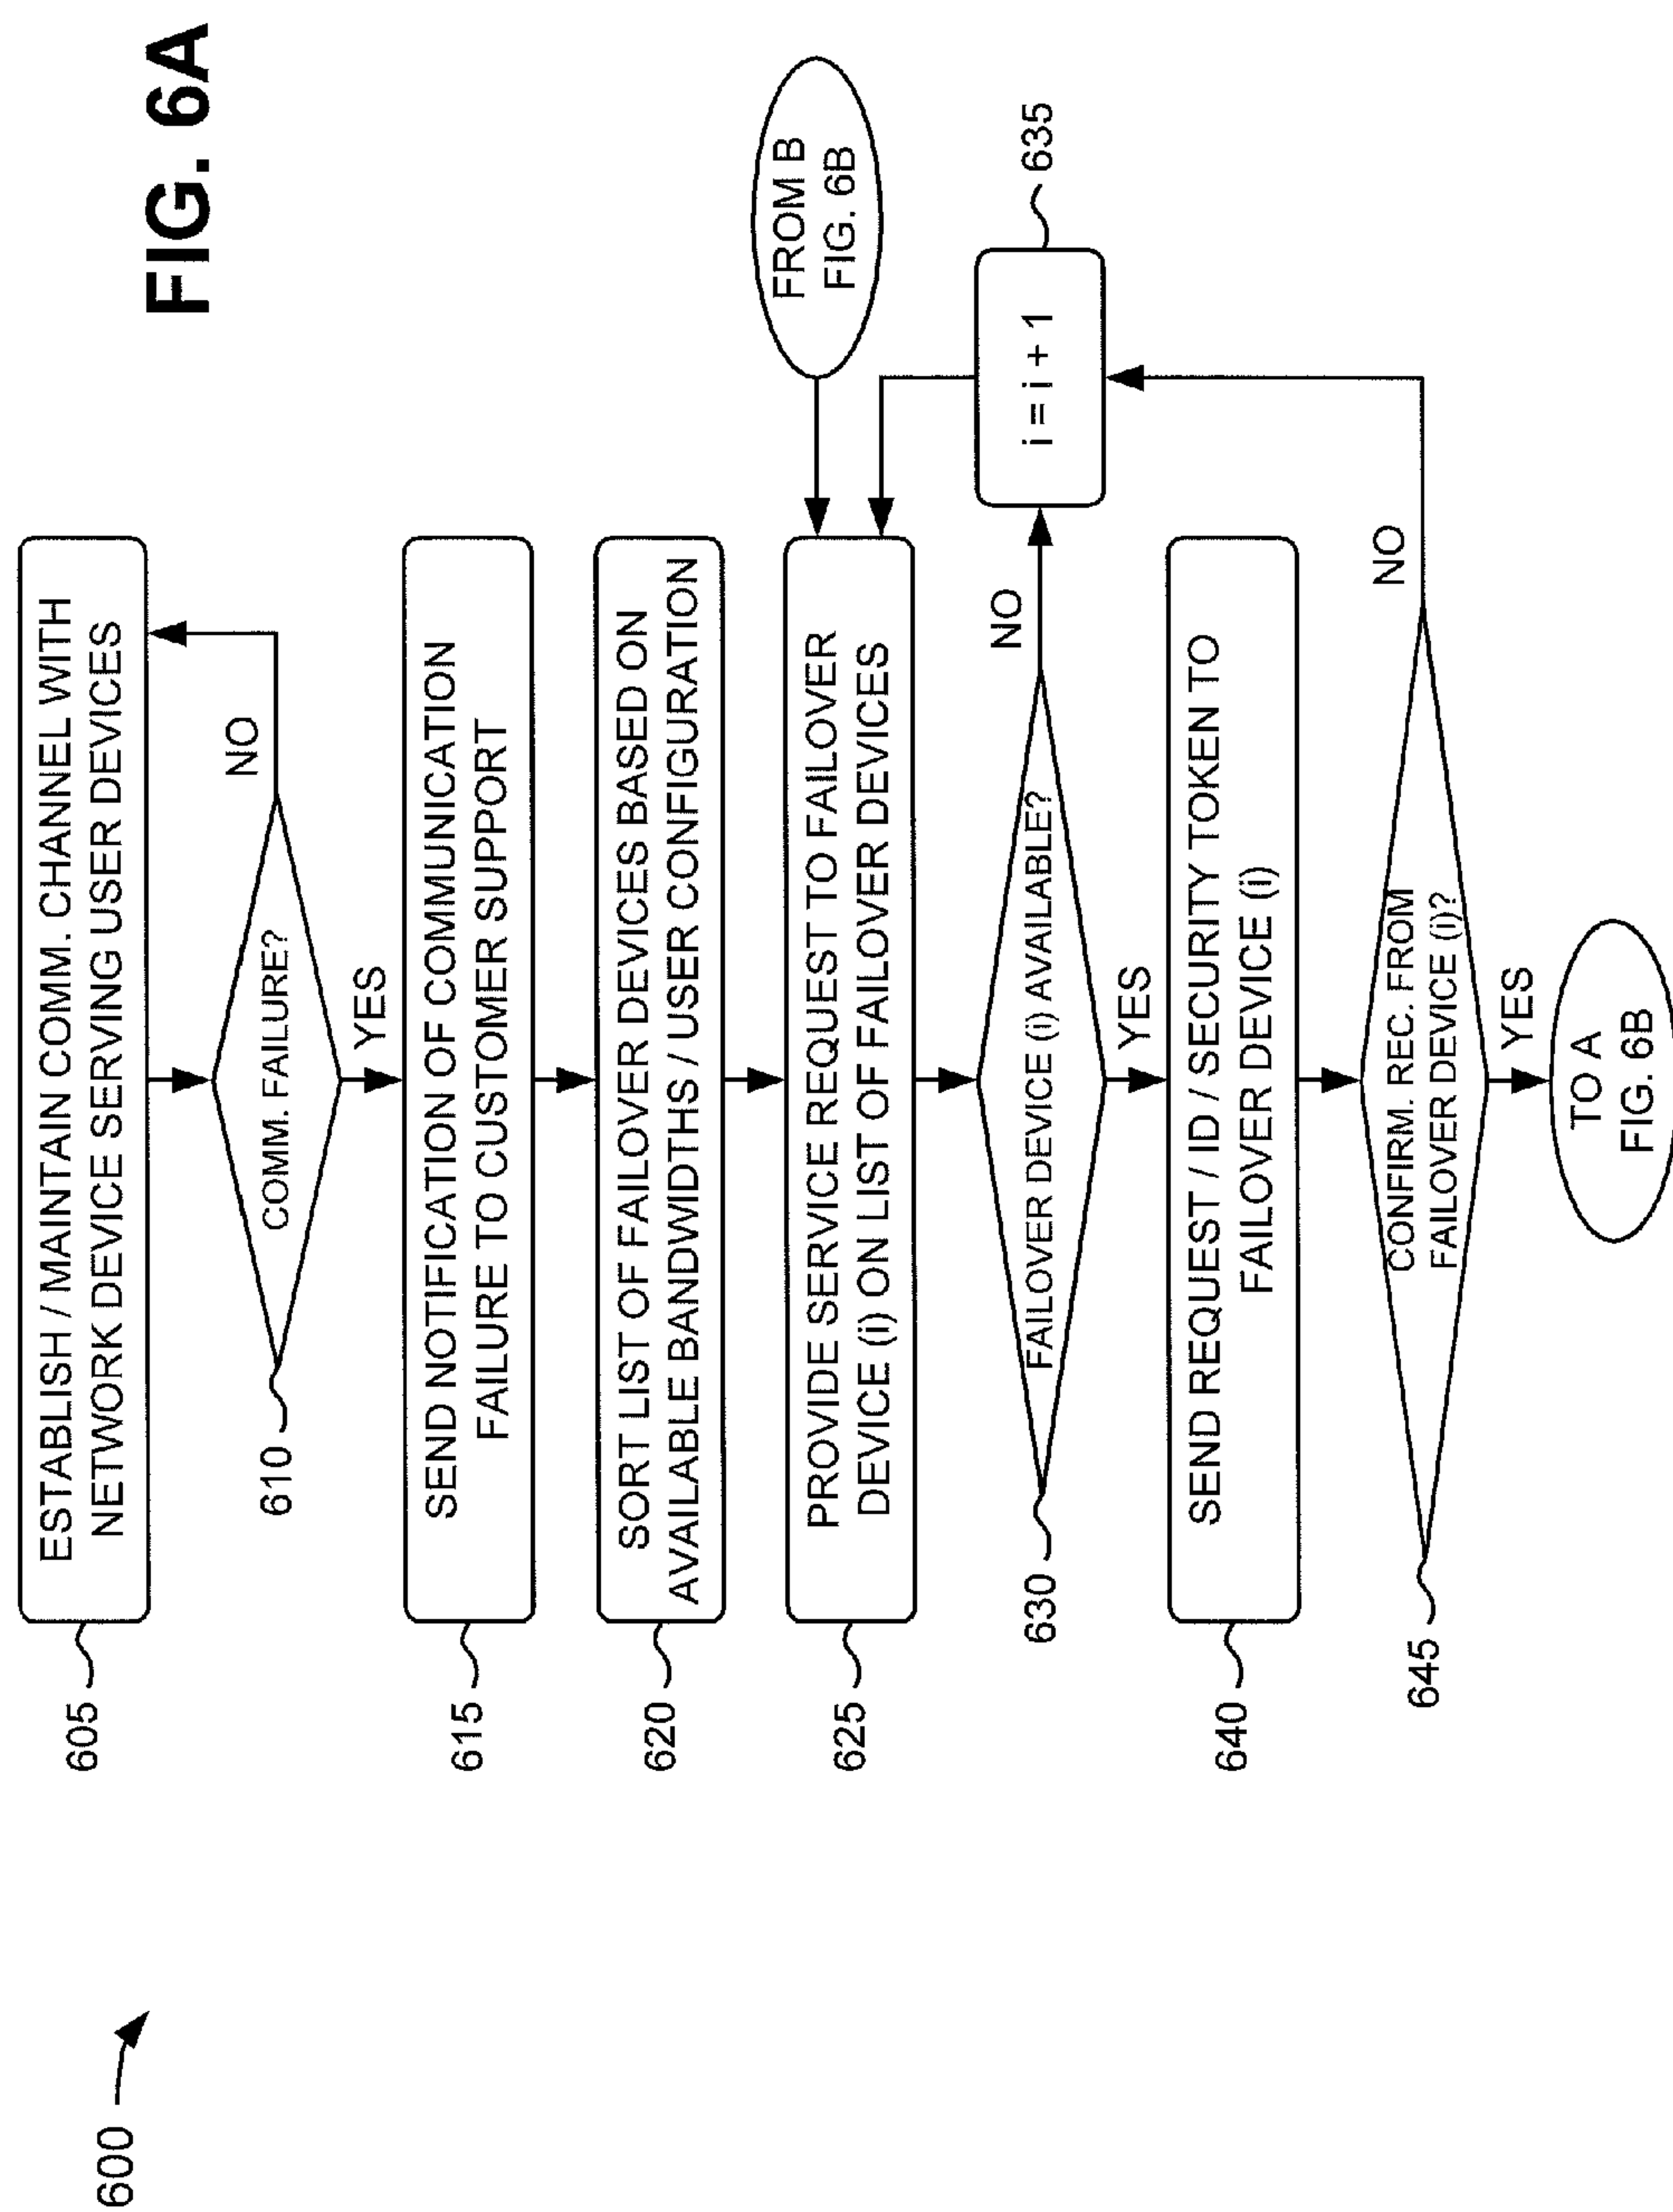 FIG. 6A
600
605
ESTABLISH / MAINTAIN COMM. CHANNEL WITH
NETWORK DEVICE SERVING USER DEVICES
610
COMM. FAILURE?
NO
YES
615
SEND NOTIFICATION OF COMMUNICATION
FAILURE TO CUSTOMER SUPPORT
620
SORT LIST OF FAILOVER DEVICES BASED ON
AVAILABLE BANDWIDTHS / USER CONFIGURATION
FROM B
FIG. 6B
625
PROVIDE SERVICE REQUEST TO FAILOVER
DEVICE (i) ON LIST OF FAILOVER DEVICES
630
FAILOVER DEVICE (i) AVAILABLE?
NO
i = i + 1
635
YES
640
SEND REQUEST / ID / SECURITY TOKEN TO
FAILOVER DEVICE (i)
645
CONFIRM. REC. FROM
FAILOVER DEVICE (i)?
NO
YES
TO A
FIG. 6B